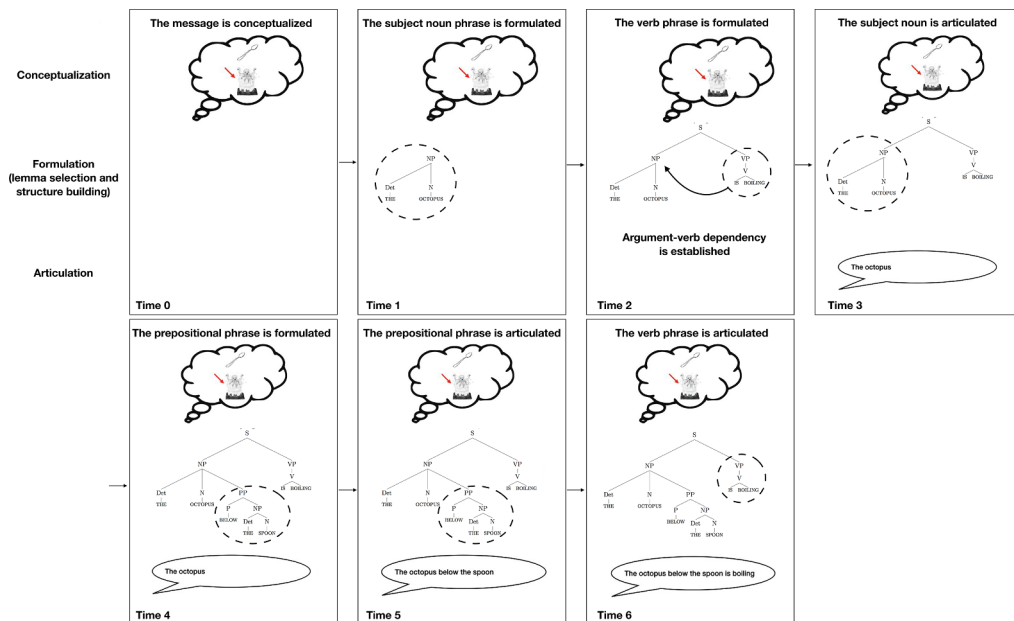 Conceptualization
Formulation
(lemma selection and
structure building)
Articulation
The message is conceptualized
Time 0
The subject noun phrase is formulated
NP
Det N
THE OCTOPUS
Time 1
The verb phrase is formulated
S
NP VP
V
Det N IS BOILING
THE OCTOPUS
Argument-verb dependency
is established
Time 2
The subject noun is articulated
S
NP VP
V
Det N IS BOILING
THE OCTOPUS
The octopus
Time 3
The prepositional phrase is formulated
S
NP VP
V
Det N PP IS BOILING
THE OCTOPUS P NP
BELOW Det N
THE SPOON
The octopus
Time 4
The prepositional phrase is articulated
S
NP VP
V
Det N PP IS BOILING
THE OCTOPUS P NP
BELOW Det N
THE SPOON
The octopus below the spoon
Time 5
The verb phrase is articulated
S
NP VP
V
Det N PP IS BOILING
THE OCTOPUS P NP
BELOW Det N
THE SPOON
The octopus below the spoon is boiling
Time 6